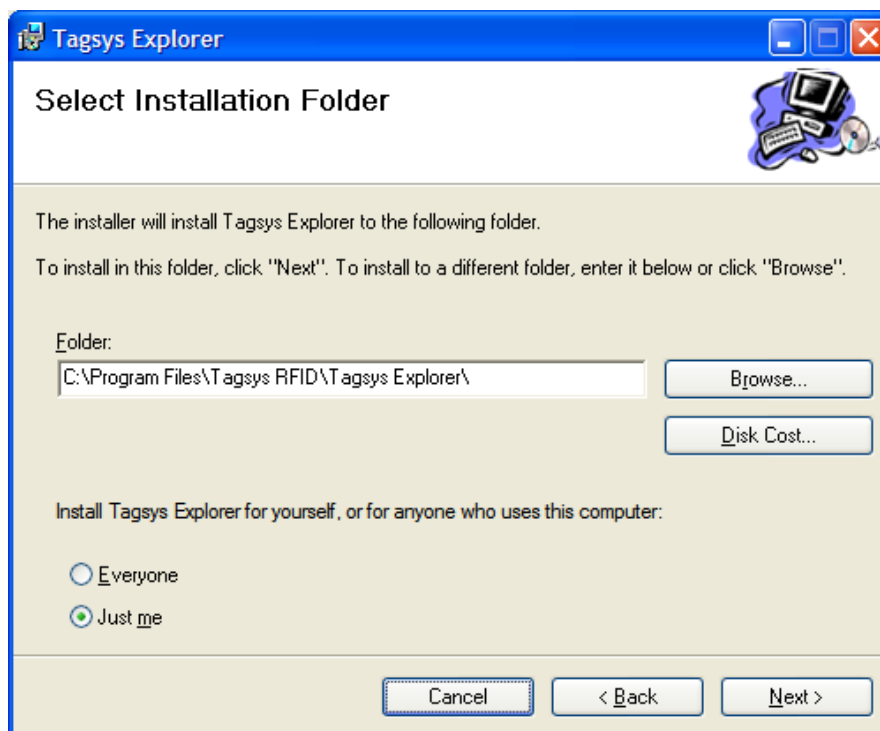 Tagsys Explorer
Select Installation Folder
The installer will install Tagsys Explorer to the following folder.
To install in this folder, click "Next". To install to a different folder, enter it below or click "Browse".
Folder:
C:\Program Files\Tagsys RFID\Tagsys Explorer\
Browse...
Disk Cost...
Install Tagsys Explorer for yourself, or for anyone who uses this computer:
Everyone
Just me
Cancel
< Back
Next >